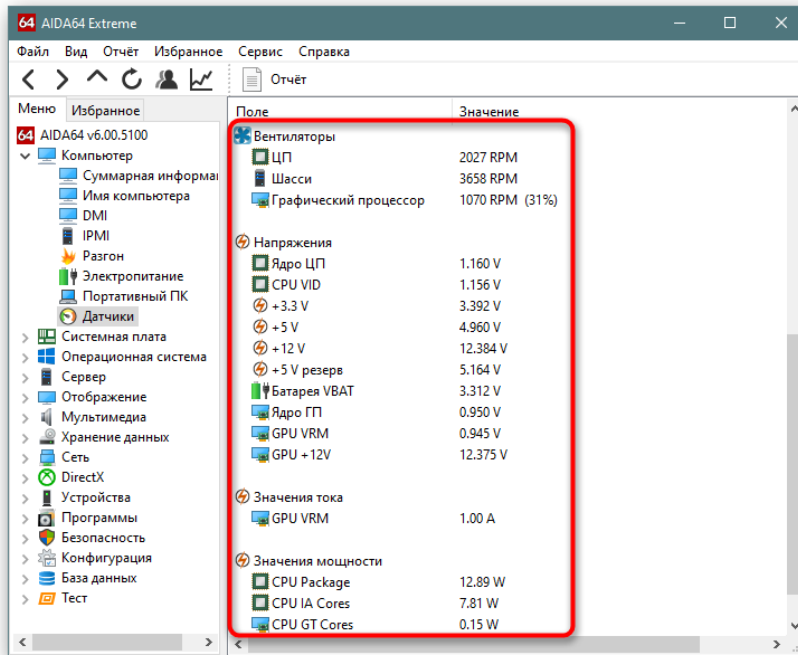 64 AIDA64 Extreme
Файл Вид Отчёт Избранное Сервис Справка
Отчёт
Меню Избранное
64 AIDA64 v6.00.5100
Компьютер
Суммарная информа
Имя компьютера
DMI
IPMI
Разгон
Электропитание
Портативный ПК
Датчики
Системная плата
Операционная система
Сервер
Отображение
Мультимедиа
Хранение данных
Сеть
DirectX
Устройства
Программы
Безопасность
Конфигурация
База данных
Тест
Поле Значение
Вентиляторы
ЦП 2027 RPM
Шасси 3658 RPM
Графический процессор 1070 RPM (31%)
Напряжения
Ядро ЦП 1.160 V
CPU VID 1.156 V
+3.3 V 3.392 V
+5 V 4.960 V
+12 V 12.384 V
+5 V резерв 5.164 V
Батарея VBAT 3.312 V
Ядро ГП 0.950 V
GPU VRM 0.945 V
GPU +12V 12.375 V
Значения тока
GPU VRM 1.00 A
Значения мощности
CPU Package 12.89 W
CPU IA Cores 7.81 W
CPU GT Cores 0.15 W